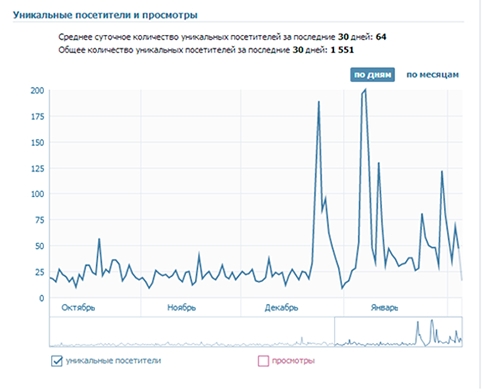 Уникальные посетители и просмотры
Среднее суточное количество уникальных посетителей за последние 30 дней: 64
Общее количество уникальных посетителей за последние 30 дней: 1 551
по дням по месяцам
200
175
150
125
100
75
50
25
0
Октябрь Ноябрь Декабрь Январь
уникальные посетители просмотры